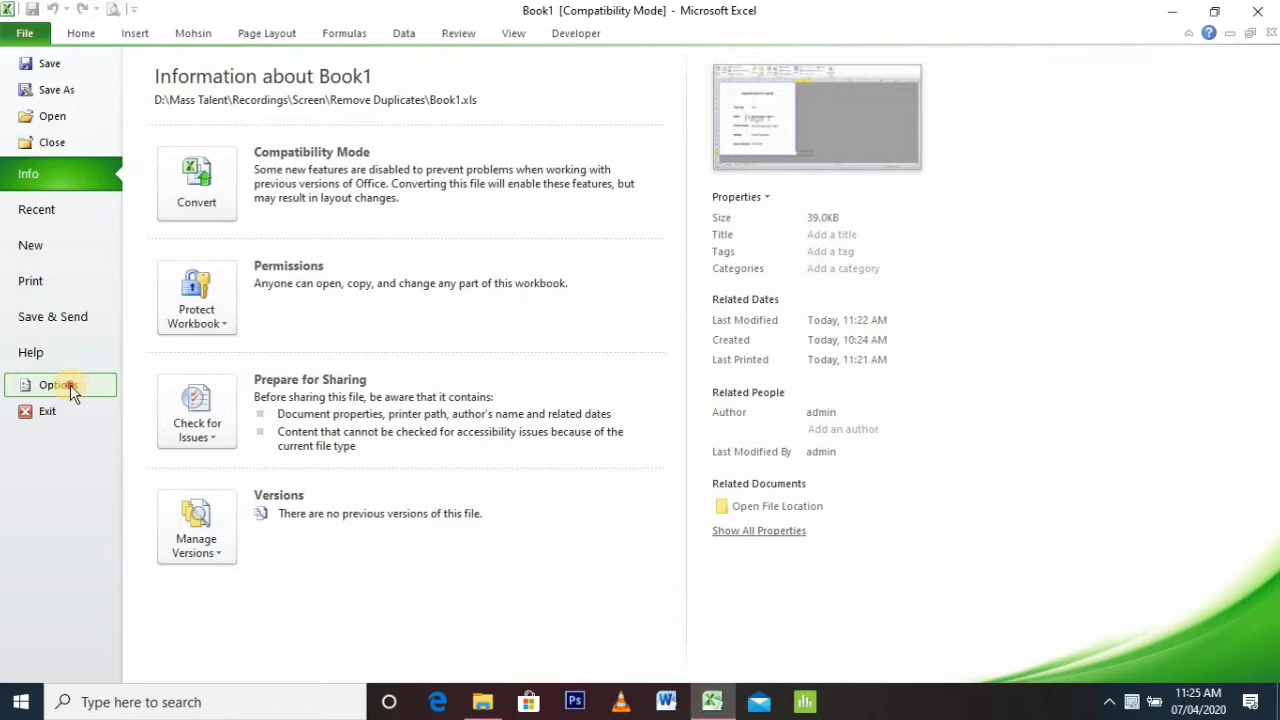 Book1 [Compatibility Mode] - Microsoft Excel
File Home Insert Mohsin Page Layout Formulas Data Review View Developer
Save
Save As
Open
Close
Info
Recent
New
Print
Save & Send
Help
Options
Exit
Information about Book1
D:\Mass Talent\Recordings\Screen\Remove Duplicates\Book1.xls
Convert
Compatibility Mode
Some new features are disabled to prevent problems when working with
previous versions of Office. Converting this file will enable these features, but
may result in layout changes.
Protect
Workbook
Permissions
Anyone can open, copy, and change any part of this workbook.
Check for
Issues
Prepare for Sharing
Before sharing this file, be aware that it contains:
Document properties, printer path, author's name and related dates
Content that cannot be checked for accessibility issues because of the
current file type
Manage
Versions
Versions
There are no previous versions of this file.
Properties
Size 39.0KB
Title Add a title
Tags Add a tag
Categories Add a category
Related Dates
Last Modified Today, 11:22 AM
Created Today, 10:24 AM
Last Printed Today, 11:21 AM
Related People
Author admin
Add an author
Last Modified By admin
Related Documents
Open File Location
Show All Properties
Type here to search
Ps
11:25 AM
07/04/2020